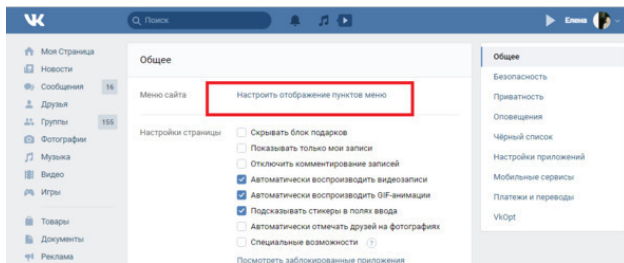 Поиск
Елена
Моя Страница
Новости
Сообщения 16
Друзья
Группы 155
Фотографии
Музыка
Видео
Игры
Товары
Документы
Реклама
Общее
Меню сайта Настроить отображение пунктов меню
Настройки страницы Скрывать блок подарков
Показывать только мои записи
Отключить комментирование записей
Автоматически воспроизводить видеозаписи
Автоматически воспроизводить GIF-анимации
Подсказывать стикеры в полях ввода
Автоматически отмечать друзей на фотографиях
Специальные возможности ?
Посмотреть заблокированные приложения
Общее
Безопасность
Приватность
Оповещения
Чёрный список
Настройки приложений
Мобильные сервисы
Платежи и переводы
VkOpt